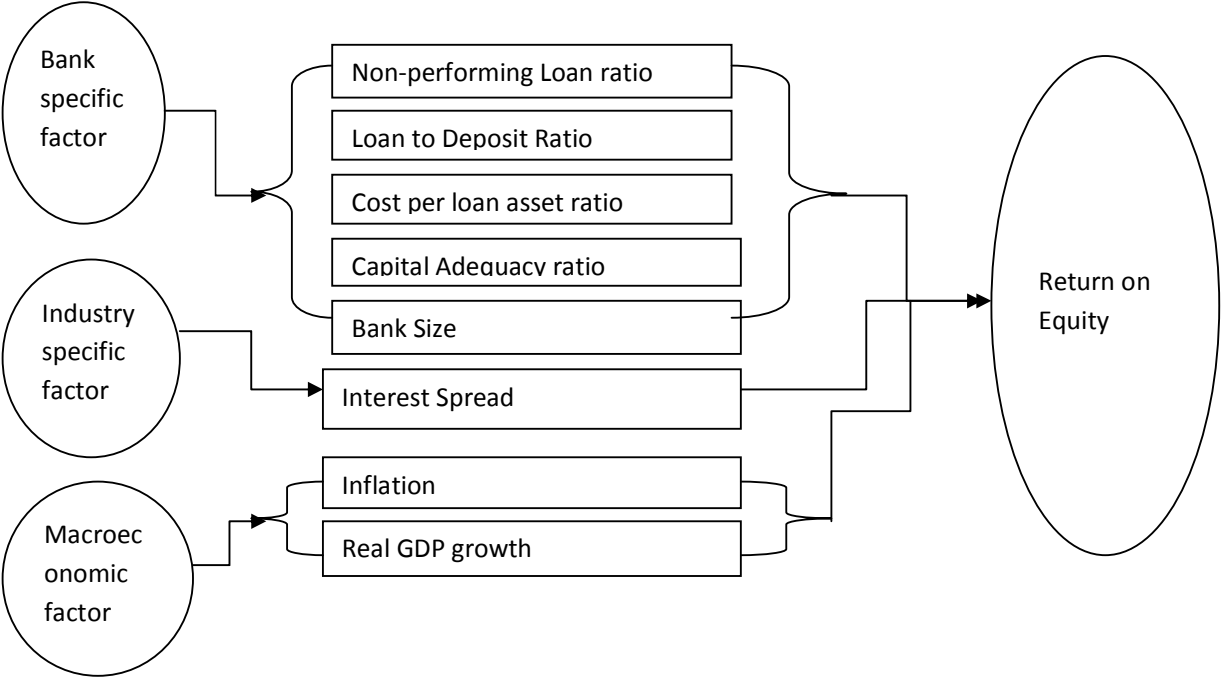 Bank
specific
factor
Non-performing Loan ratio
Loan to Deposit Ratio
Cost per loan asset ratio
Capital Adequacy ratio
Bank Size
Industry
specific
factor
Interest Spread
Macroec
onomic
factor
Inflation
Real GDP growth
Return on
Equity